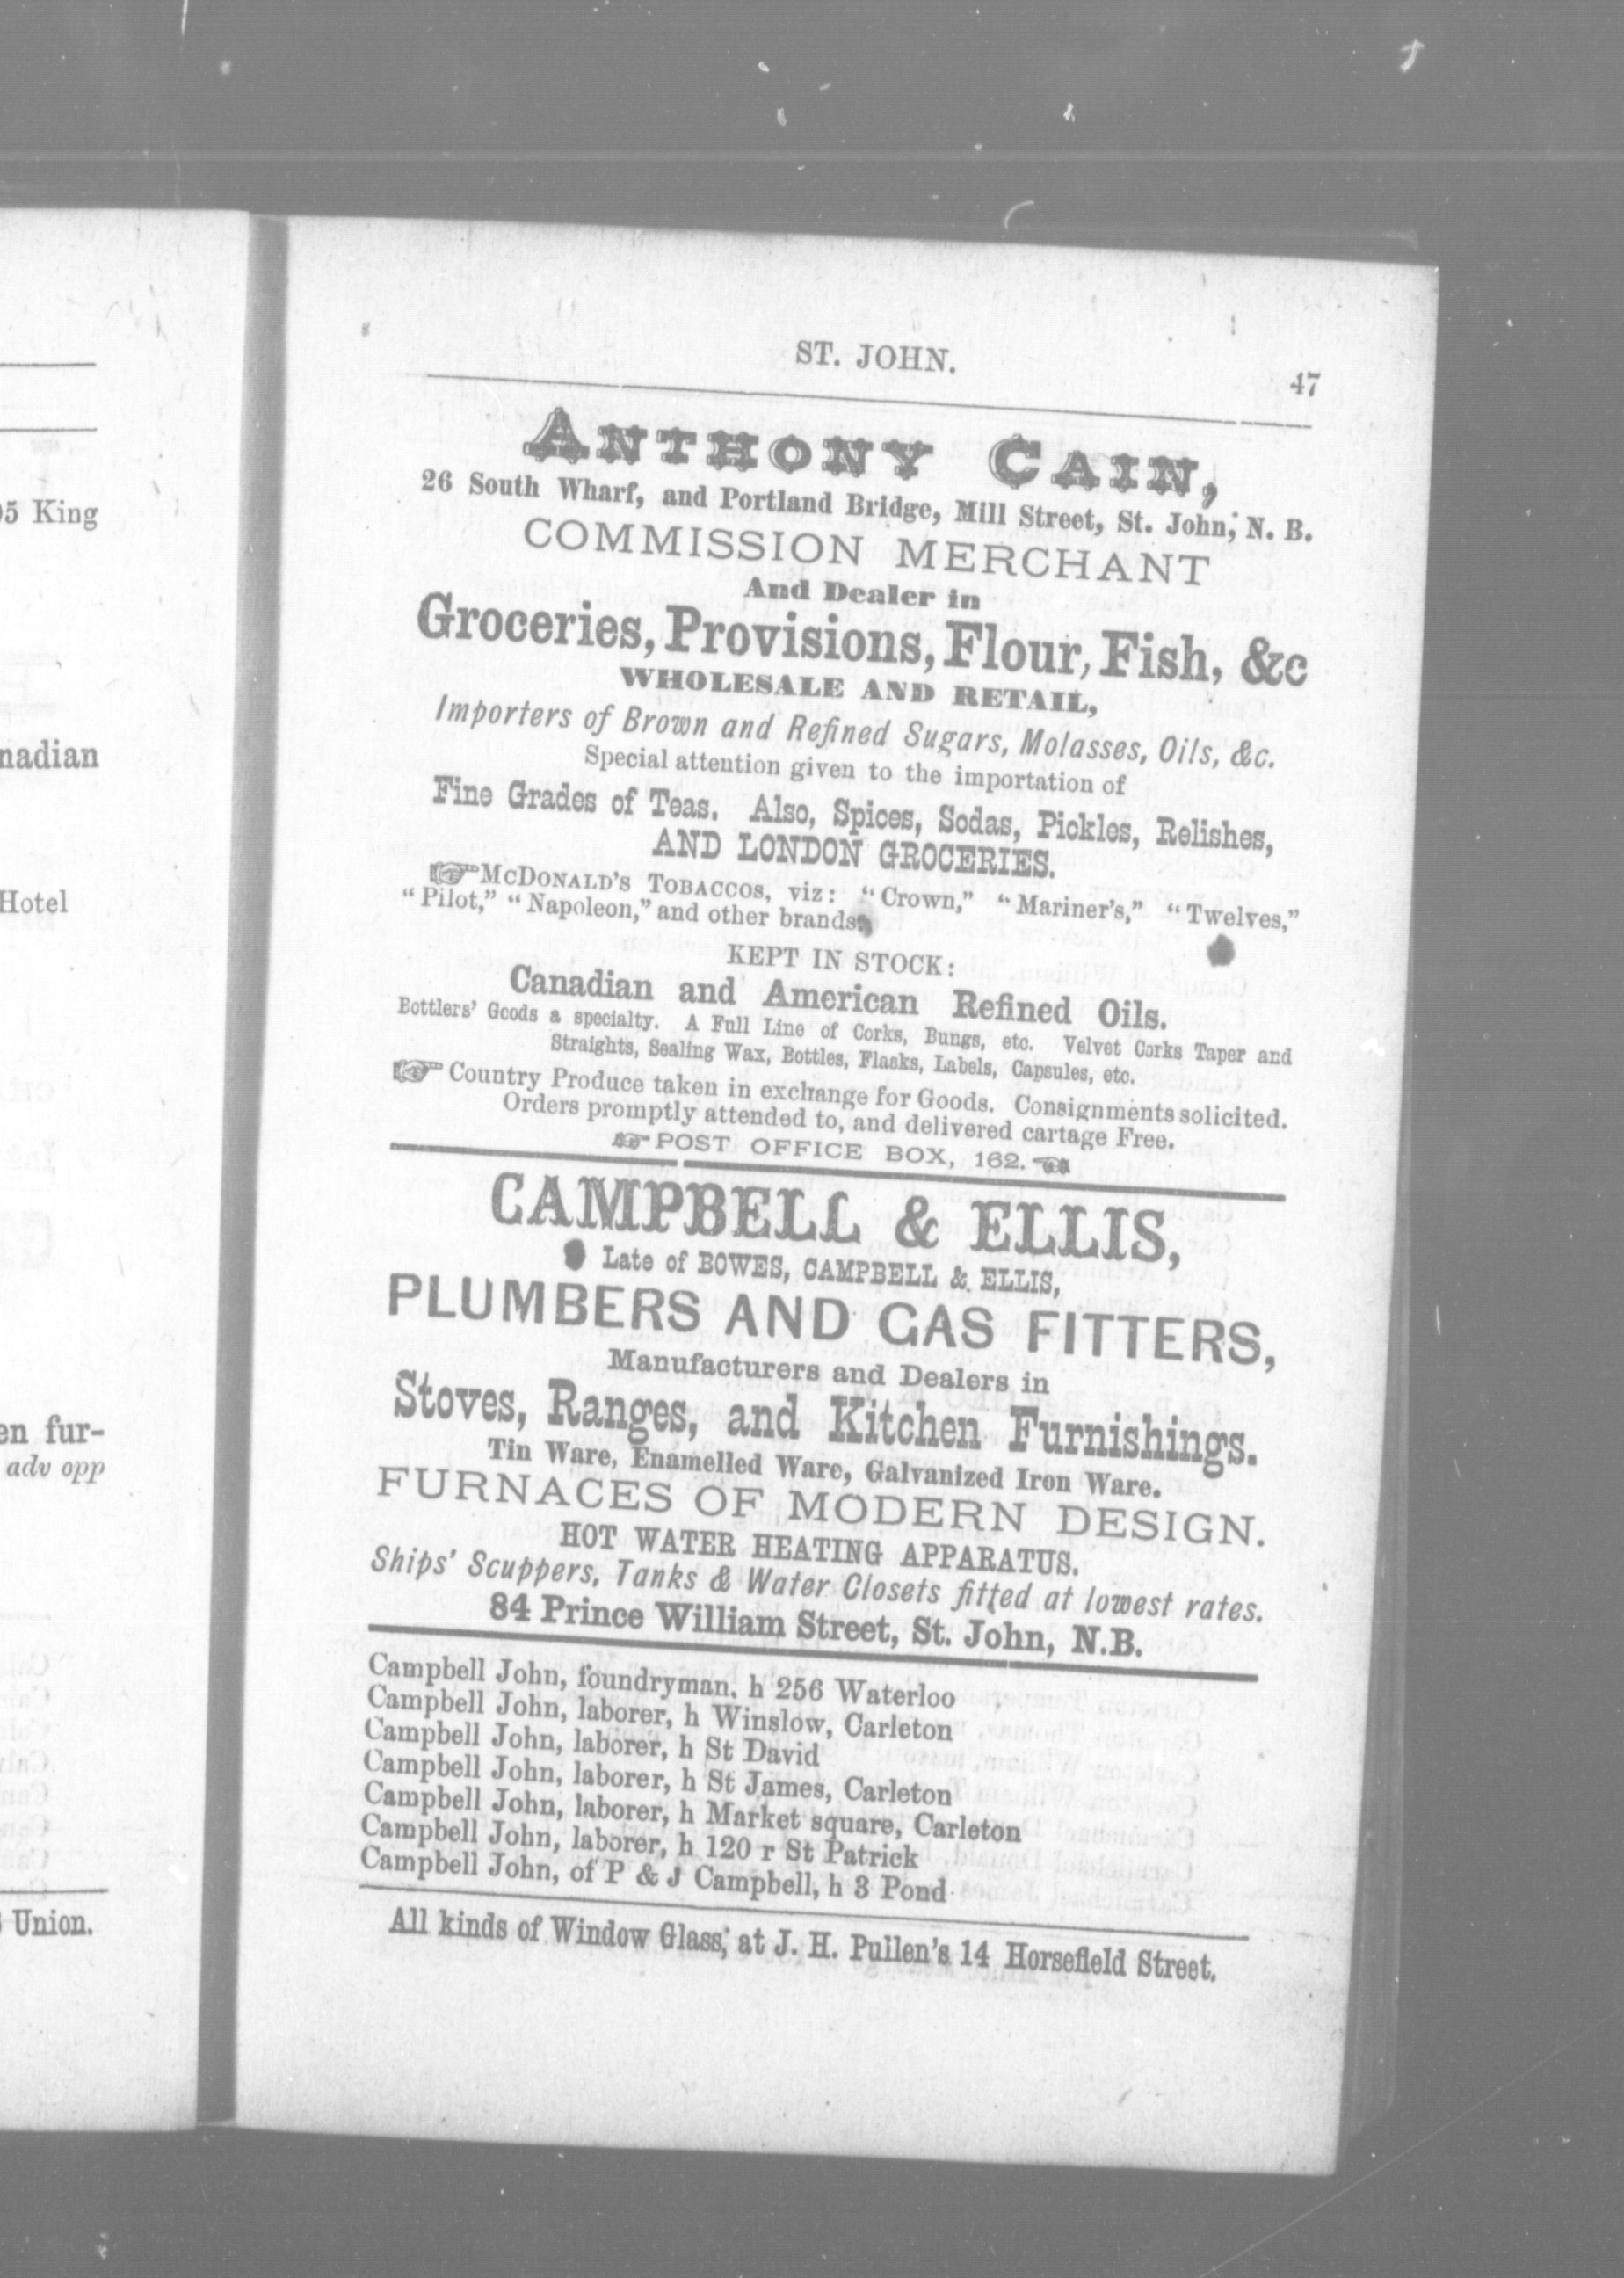 ST. JOHN.
47
ANTHONY CAIN,
26 South Wharf, and Portland Bridge, Mill Street, St. John, N. B.
COMMISSION MERCHANT
And Dealer in
Groceries, Provisions, Flour, Fish, &c
WHOLESALE AND RETAIL,
Importers of Brown and Refined Sugars, Molasses, Oils, &c.
Special attention given to the importation of
Fine Grades of Teas. Also, Spices, Sodas, Pickles, Relishes,
AND LONDON GROCERIES.
☞McDONALD'S TOBACCOS, viz: "Crown," "Mariner's," "Twelves,"
"Pilot," "Napoleon," and other brands
KEPT IN STOCK:
Canadian and American Refined Oils.
Bottlers' Goods a specialty. A Full Line of Corks, Bungs, etc. Velvet Corks Taper and
Straights, Sealing Wax, Bottles, Flasks, Labels, Capsules, etc.
☞Country Produce taken in exchange for Goods. Consignments solicited.
Orders promptly attended to, and delivered cartage Free.
☞POST OFFICE BOX, 162.☜
CAMPBELL & ELLIS,
Late of BOWES, CAMPBELL & ELLIS,
PLUMBERS AND GAS FITTERS,
Manufacturers and Dealers in
Stoves, Ranges, and Kitchen Furnishings.
Tin Ware, Enamelled Ware, Galvanized Iron Ware.
FURNACES OF MODERN DESIGN.
HOT WATER HEATING APPARATUS.
Ships' Scuppers, Tanks & Water Closets fitted at lowest rates.
84 Prince William Street, St. John, N.B.
Campbell John, foundryman, h 256 Waterloo
Campbell John, laborer, h Winslow, Carleton
Campbell John, laborer, h St David
Campbell John, laborer, h St James, Carleton
Campbell John, laborer, h Market square, Carleton
Campbell John, laborer, h 120 r St Patrick
Campbell John, of P & J Campbell, h 3 Pond
All kinds of Window Glass, at J. H. Pullen's 14 Horsefield Street.
5 King
nadian
Hotel
en fur-
adv opp
Union.